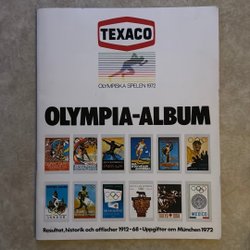 TEXACO
OLYMPISKA SPELEN 1972
OLYMPIA-ALBUM
Resultat, historik och affischer 1912-68 • Uppgifter om München 1972